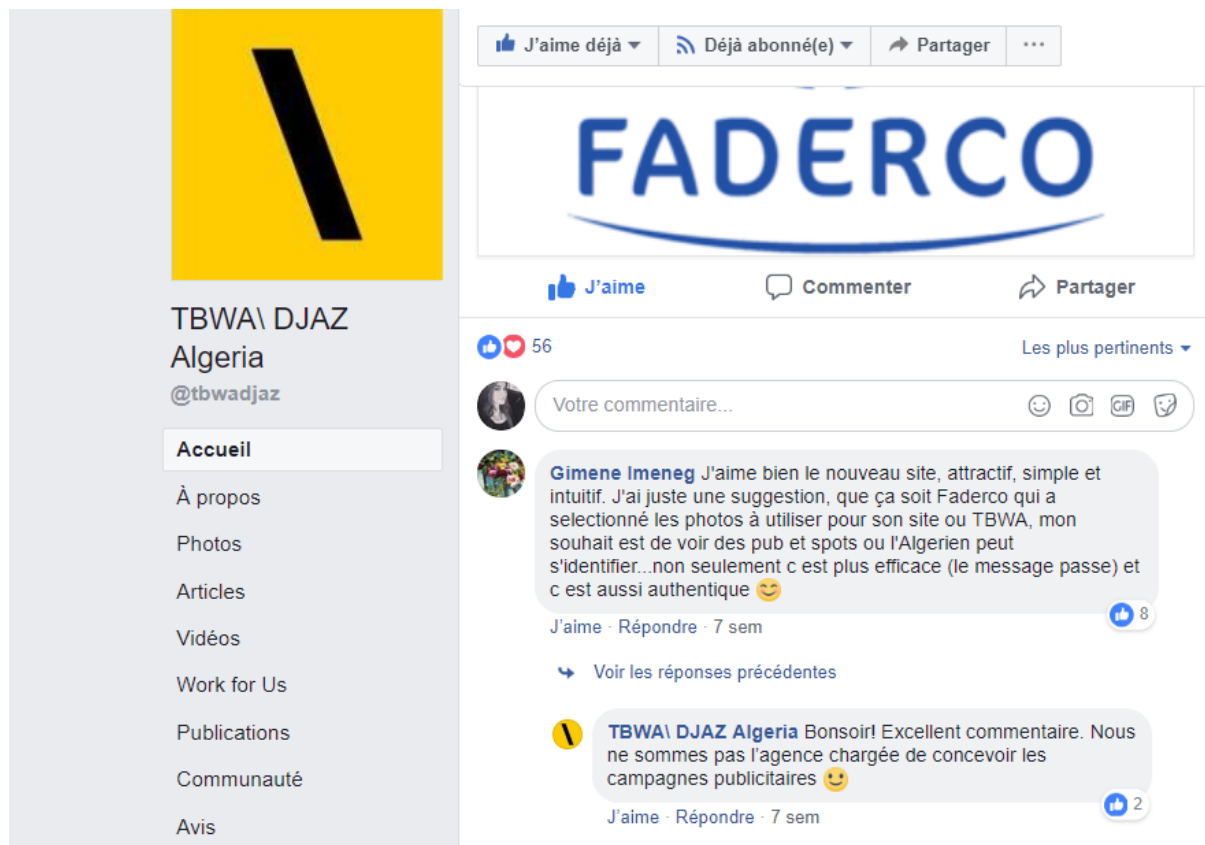 J'aime déjà
Déjà abonné(e)
Partager
FADERCO
J'aime
Commenter
Partager
TBWA\ DJAZ
Algeria
@tbwadjaz
Accueil
À propos
Photos
Articles
Vidéos
Work for Us
Publications
Communauté
Avis
56
Les plus pertinents
Votre commentaire...
GIF
Gimene Imeneg J'aime bien le nouveau site, attractif, simple et
intuitif. J'ai juste une suggestion, que ça soit Faderco qui a
selectionné les photos à utiliser pour son site ou TBWA, mon
souhait est de voir des pub et spots ou l'Algerien peut
s'identifier...non seulement c est plus efficace (le message passe) et
c est aussi authentique 😊
8
J'aime · Répondre · 7 sem
Voir les réponses précédentes
TBWA\ DJAZ Algeria Bonsoir! Excellent commentaire. Nous
ne sommes pas l'agence chargée de concevoir les
campagnes publicitaires 🙂
2
J'aime · Répondre · 7 sem